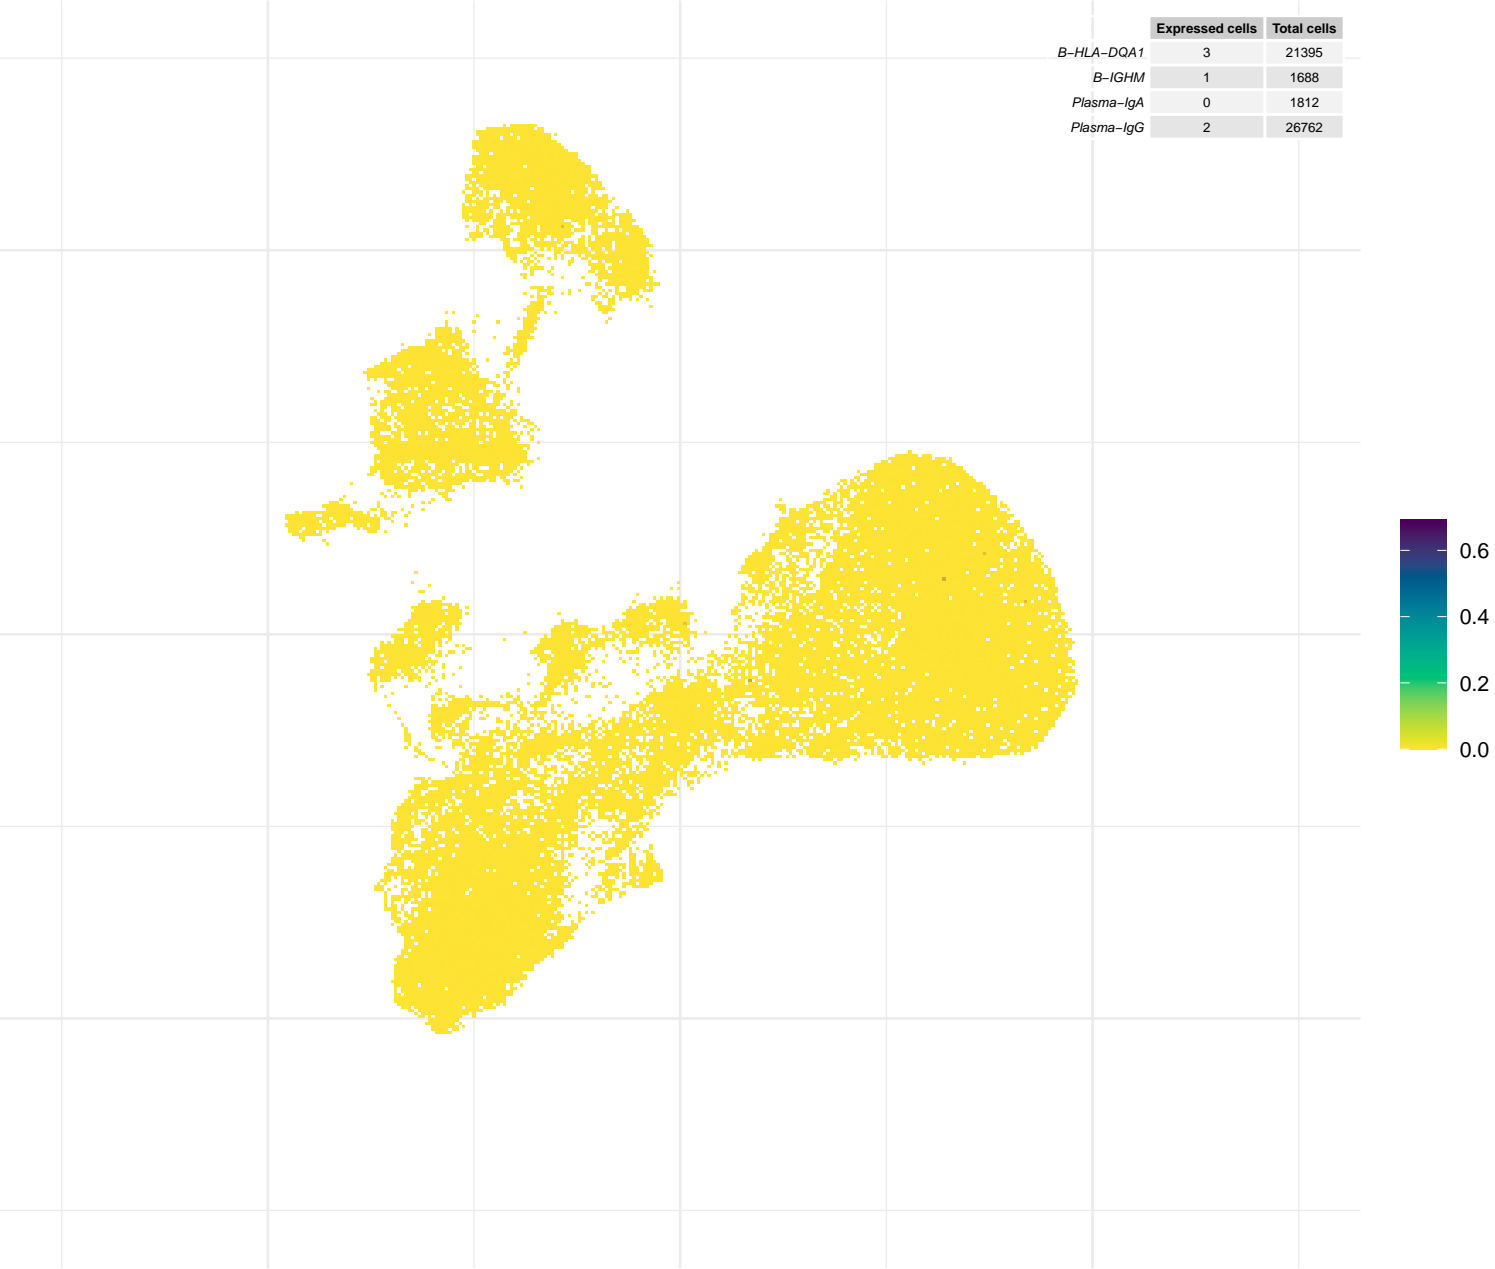 Expressed cells Total cells
B−HLA−DQA1 3 21395
B−IGHM 1 1688
Plasma−IgA 0 1812
Plasma−IgG 2 26762
0.6
0.4
0.2
0.0